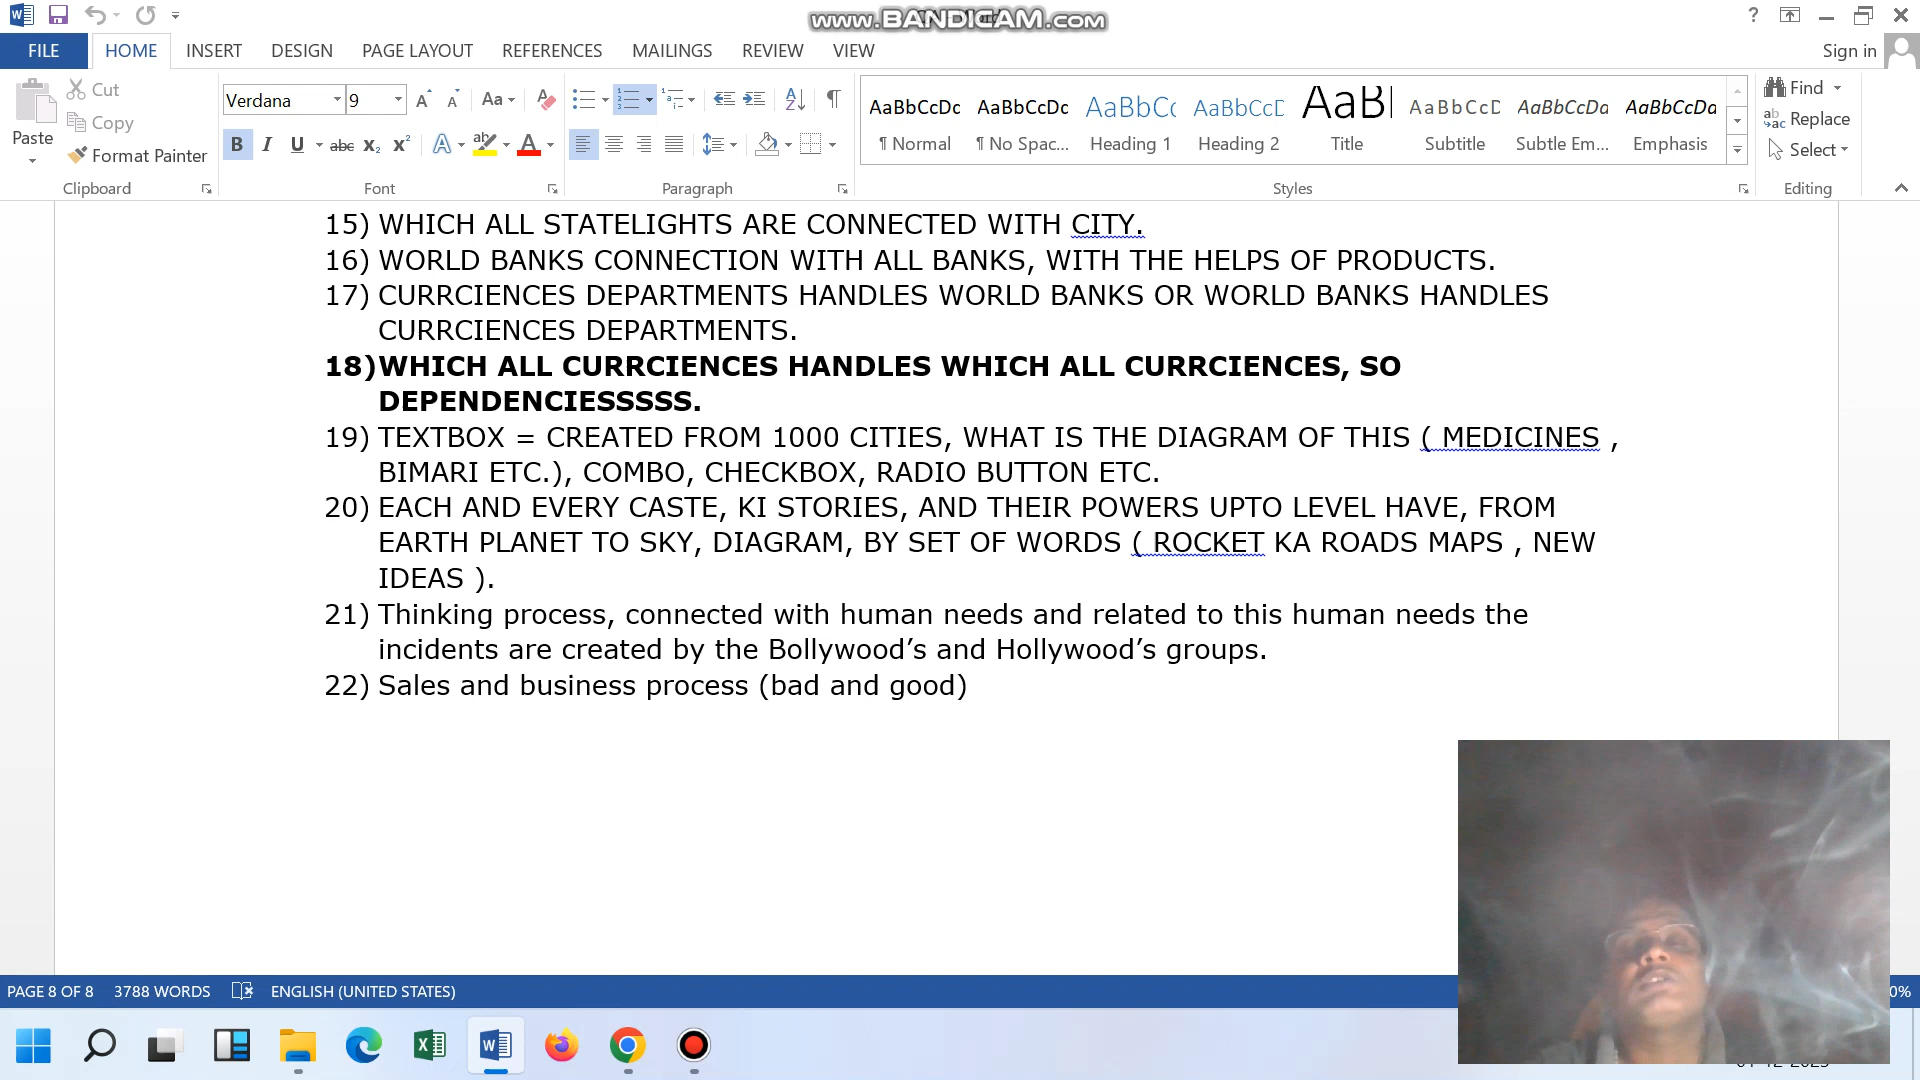 www.BANDICAM.com
FILE HOME INSERT DESIGN PAGE LAYOUT REFERENCES MAILINGS REVIEW VIEW Sign in
Paste Cut Copy Format Painter
Verdana 9
AaBbCcDc AaBbCcDc AaBbC AaBbCcD AaB AaBbCcD AaBbCcDa AaBbCcDa
¶ Normal ¶ No Spac... Heading 1 Heading 2 Title Subtitle Subtle Em... Emphasis
Find Replace Select
Clipboard Font Paragraph Styles Editing
15) WHICH ALL STATELIGHTS ARE CONNECTED WITH CITY.
16) WORLD BANKS CONNECTION WITH ALL BANKS, WITH THE HELPS OF PRODUCTS.
17) CURRCIENCES DEPARTMENTS HANDLES WORLD BANKS OR WORLD BANKS HANDLES
CURRCIENCES DEPARTMENTS.
18) WHICH ALL CURRCIENCES HANDLES WHICH ALL CURRCIENCES, SO
DEPENDENCIESSSSS.
19) TEXTBOX = CREATED FROM 1000 CITIES, WHAT IS THE DIAGRAM OF THIS ( MEDICINES ,
BIMARI ETC.), COMBO, CHECKBOX, RADIO BUTTON ETC.
20) EACH AND EVERY CASTE, KI STORIES, AND THEIR POWERS UPTO LEVEL HAVE, FROM
EARTH PLANET TO SKY, DIAGRAM, BY SET OF WORDS ( ROCKET KA ROADS MAPS , NEW
IDEAS ).
21) Thinking process, connected with human needs and related to this human needs the
incidents are created by the Bollywood’s and Hollywood’s groups.
22) Sales and business process (bad and good)
PAGE 8 OF 8 3788 WORDS ENGLISH (UNITED STATES)